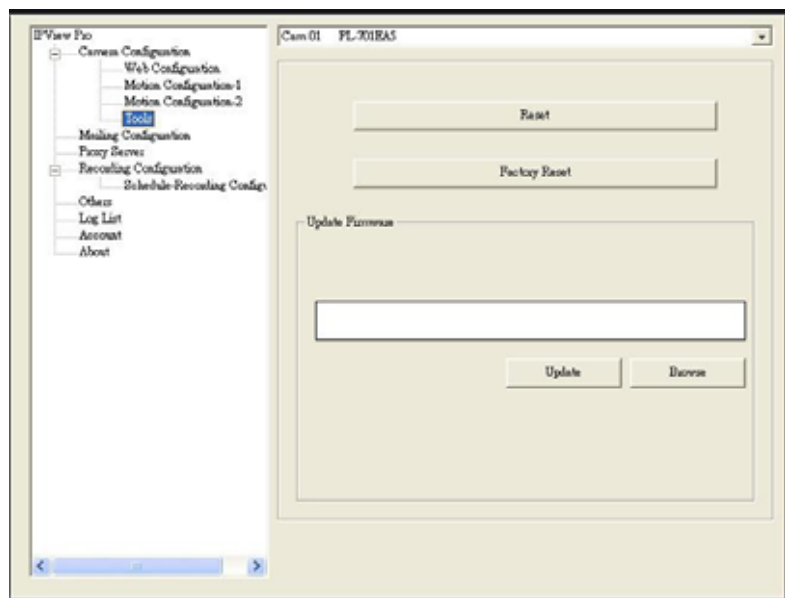 IPView Pro
Camera Configuration
Web Configuration
Motion Configuration-1
Motion Configuration-2
Tools
Mailing Configuration
Proxy Server
Recording Configuration
Schedule-Recording Configu
Others
Log List
Account
About
Cam 01 PL-701EA5
Reset
Factory Reset
Update Firmware
Update
Browse